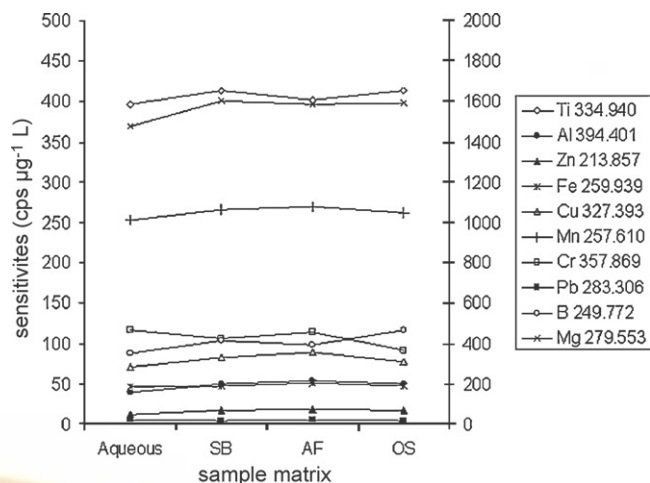 500
450
400
350
300
250
200
150
100
50
0
sensitivites (cps µg⁻¹ L)
2000
1800
1600
1400
1200
1000
800
600
400
200
0
Aqueous SB AF OS
sample matrix
Ti 334.940
Al 394.401
Zn 213.857
Fe 259.939
Cu 327.393
Mn 257.610
Cr 357.869
Pb 283.306
B 249.772
Mg 279.553